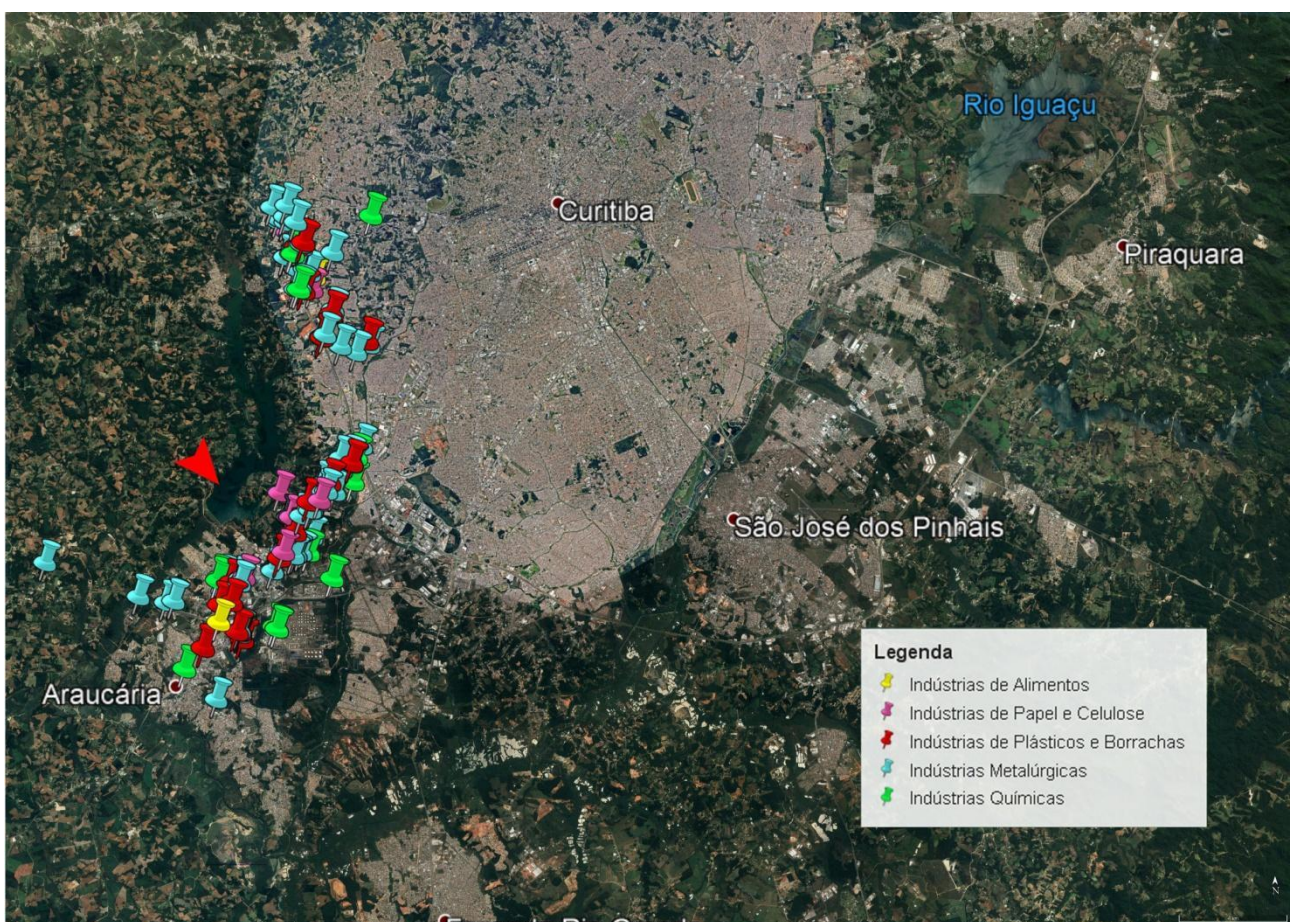 Rio Iguaçu
Curitiba
Piraquara
São José dos Pinhais
Araucária
Legenda
Indústrias de Alimentos
Indústrias de Papel e Celulose
Indústrias de Plásticos e Borrachas
Indústrias Metalúrgicas
Indústrias Químicas
N